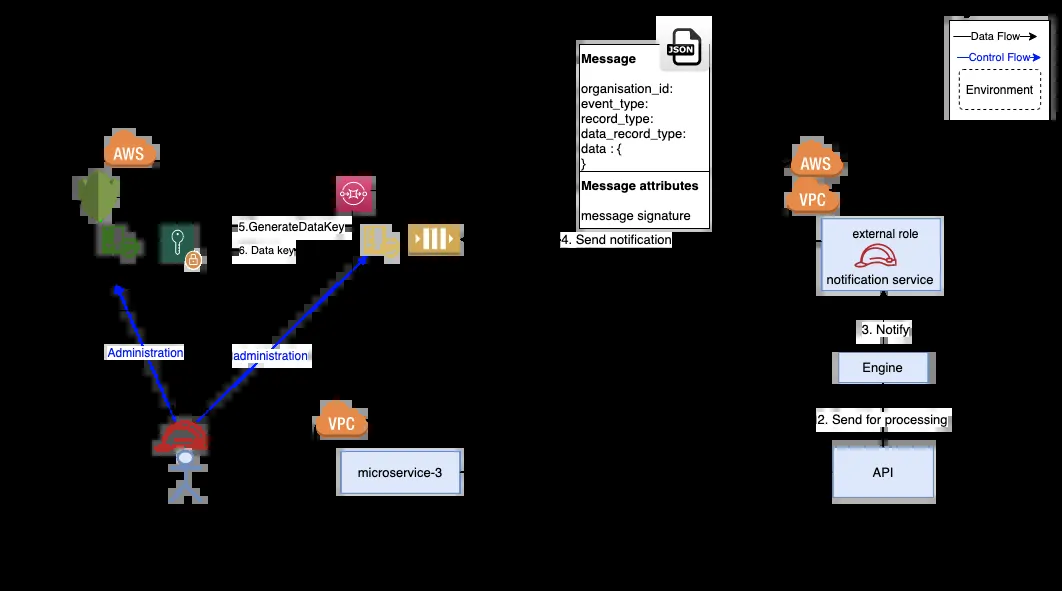 Data Flow
Control Flow
Environment
JSON
Message
organisation_id:
event_type:
record_type:
data_record_type:
data : {
}
Message attributes
message signature
4. Send notification
AWS
5.GenerateDataKey
6. Data key
Administration
administration
VPC
microservice-3
AWS
VPC
external role
notification service
3. Notify
Engine
2. Send for processing
API